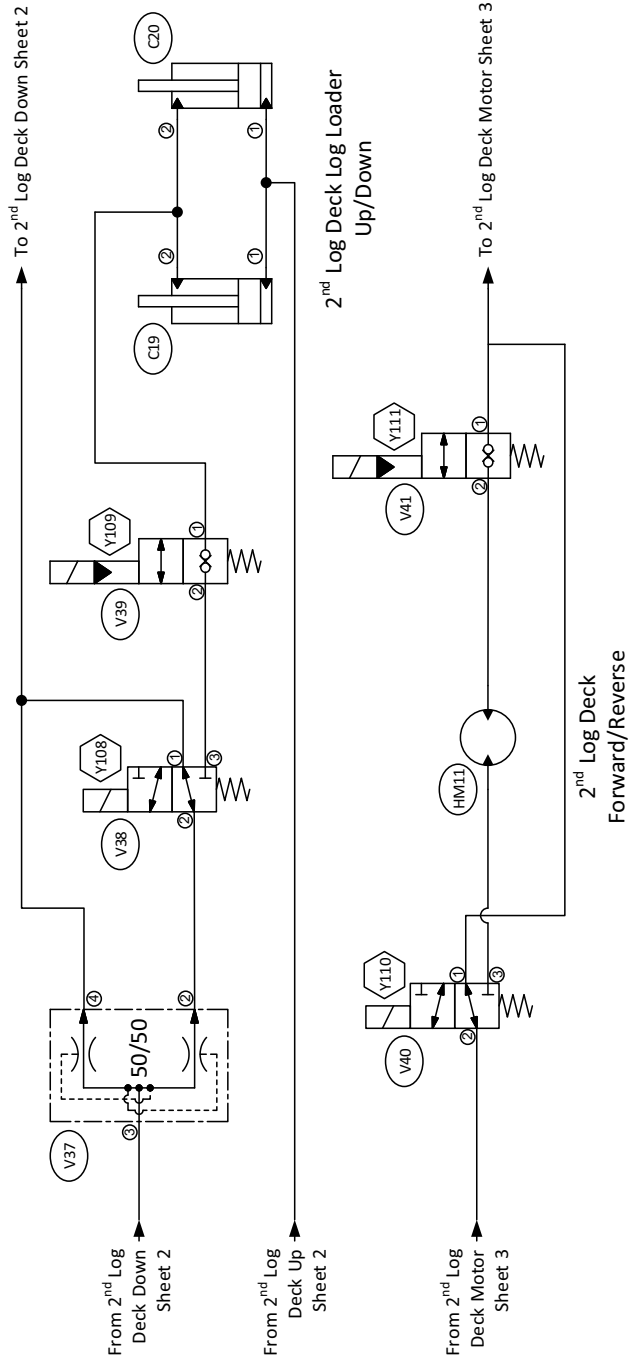 From 2nd Log
Deck Down
Sheet 2
V37
50/50
3
4
2
V38
Y108
2
1
3
V39
Y109
2
1
To 2nd Log Deck Down Sheet 2
C19
C20
2
2
1
1
2nd Log Deck Log Loader
Up/Down
From 2nd Log
Deck Up
Sheet 2
From 2nd Log
Deck Motor
Sheet 3
V40
Y110
2
1
3
HM11
V41
Y111
2
1
To 2nd Log Deck Motor Sheet 3
2nd Log Deck
Forward/Reverse